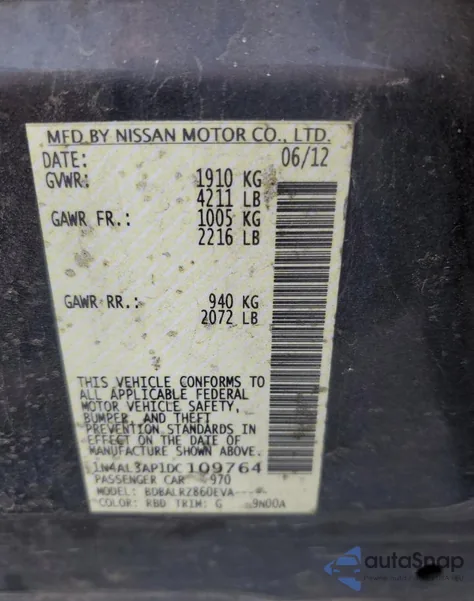 MFD BY NISSAN MOTOR CO., LTD.
DATE: 06/12
GVWR: 1910 KG
4211 LB
GAWR FR.: 1005 KG
2216 LB
GAWR RR.: 940 KG
2072 LB
THIS VEHICLE CONFORMS TO
ALL APPLICABLE FEDERAL
MOTOR VEHICLE SAFETY,
BUMPER, AND THEFT
PREVENTION STANDARDS IN
EFFECT ON THE DATE OF
MANUFACTURE SHOWN ABOVE.
1N4AL3AP1DC109764
PASSENGER CAR 970
MODEL: BDBALRZ860EVA----
COLOR: RBD TRIM: G 9N00A
autoSnap